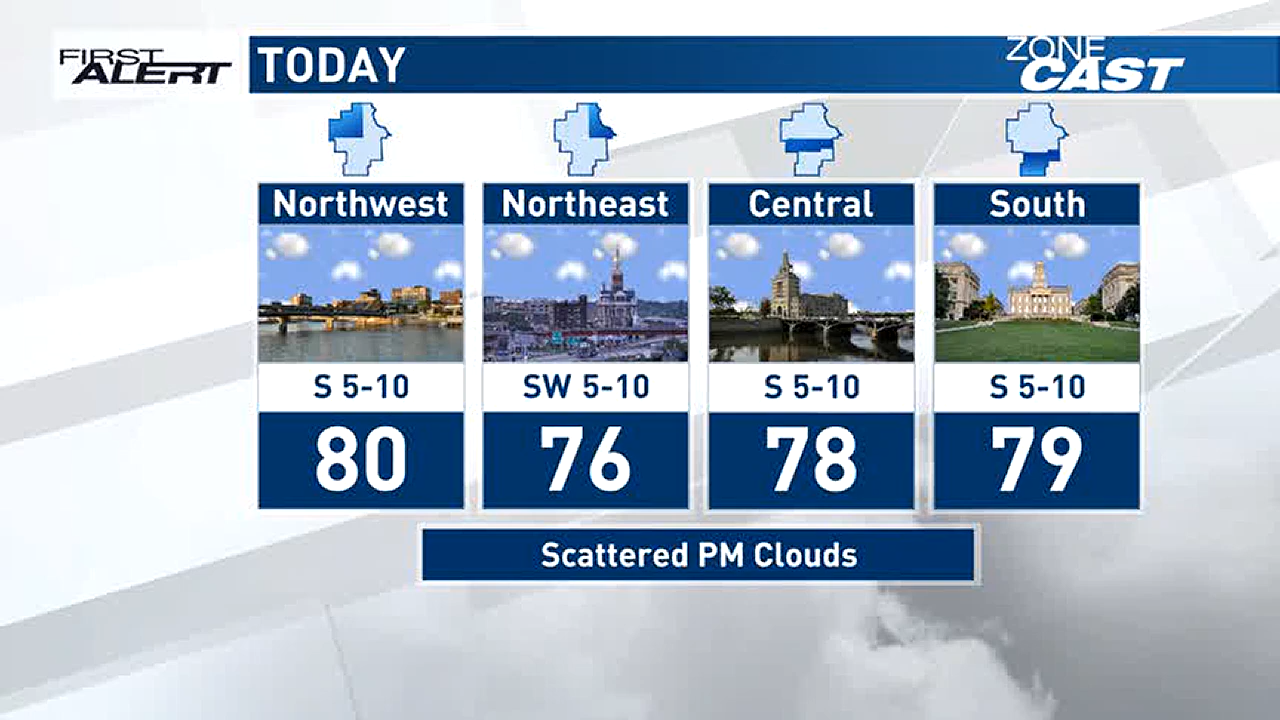 FIRST
ALERT
TODAY
ZONE
CAST
Northwest
Northeast
Central
South
S 5-10
SW 5-10
S 5-10
S 5-10
80
76
78
79
Scattered PM Clouds